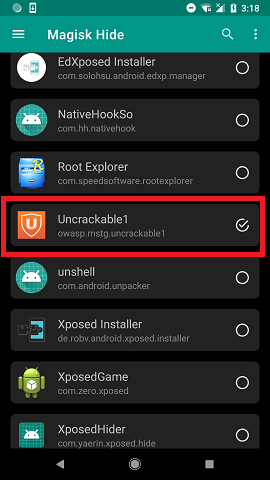 3:18
Magisk Hide
EdXposed Installer
com.solohsu.android.edxp.manager
NativeHookSo
com.hh.nativehook
Root Explorer
com.speedsoftware.rootexplorer
Uncrackable1
owasp.mstg.uncrackable1
unshell
com.android.unpacker
Xposed Installer
de.robv.android.xposed.installer
XposedGame
com.zero.xposed
XposedHider
com.yaerin.xposed.hide